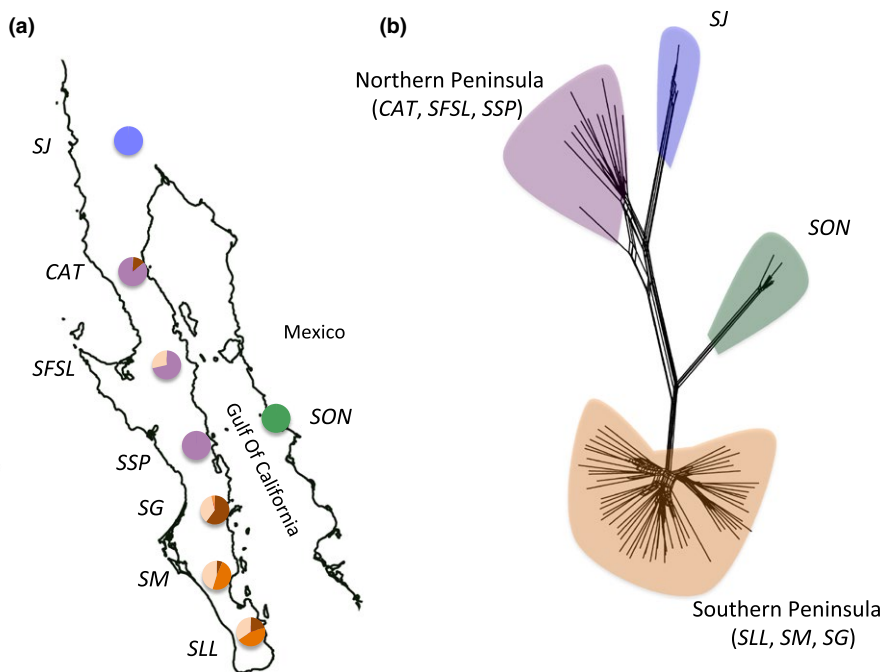 (a)
SJ
CAT
SFSL
SSP
SG
SM
SLL
Mexico
SON
Gulf Of California
(b)
SJ
Northern Peninsula
(CAT, SFSL, SSP)
SON
Southern Peninsula
(SLL, SM, SG)